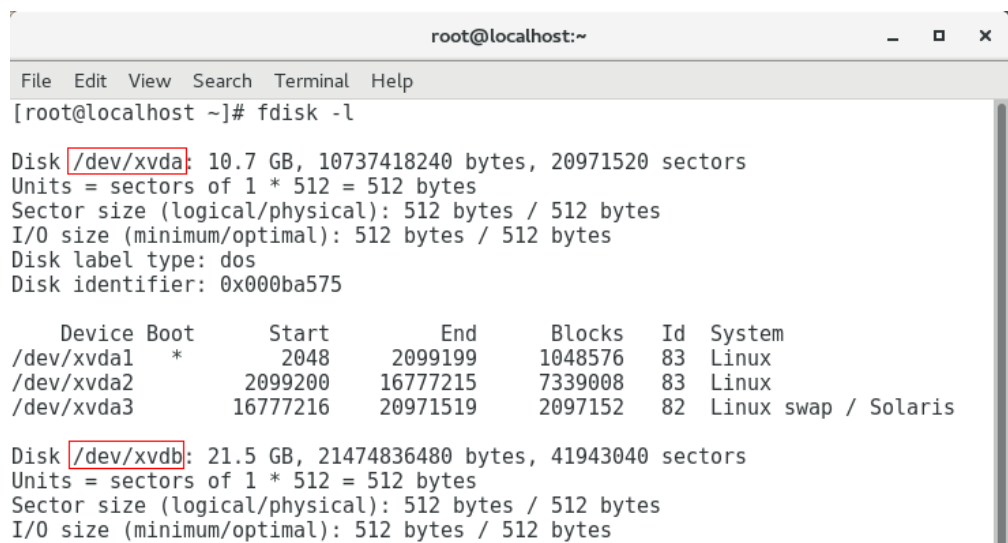 root@localhost:~
File Edit View Search Terminal Help
[root@localhost ~]# fdisk -l
Disk /dev/xvda: 10.7 GB, 10737418240 bytes, 20971520 sectors
Units = sectors of 1 * 512 = 512 bytes
Sector size (logical/physical): 512 bytes / 512 bytes
I/O size (minimum/optimal): 512 bytes / 512 bytes
Disk label type: dos
Disk identifier: 0x000ba575
Device Boot Start End Blocks Id System
/dev/xvda1 * 2048 2099199 1048576 83 Linux
/dev/xvda2 2099200 16777215 7339008 83 Linux
/dev/xvda3 16777216 20971519 2097152 82 Linux swap / Solaris
Disk /dev/xvdb: 21.5 GB, 21474836480 bytes, 41943040 sectors
Units = sectors of 1 * 512 = 512 bytes
Sector size (logical/physical): 512 bytes / 512 bytes
I/O size (minimum/optimal): 512 bytes / 512 bytes